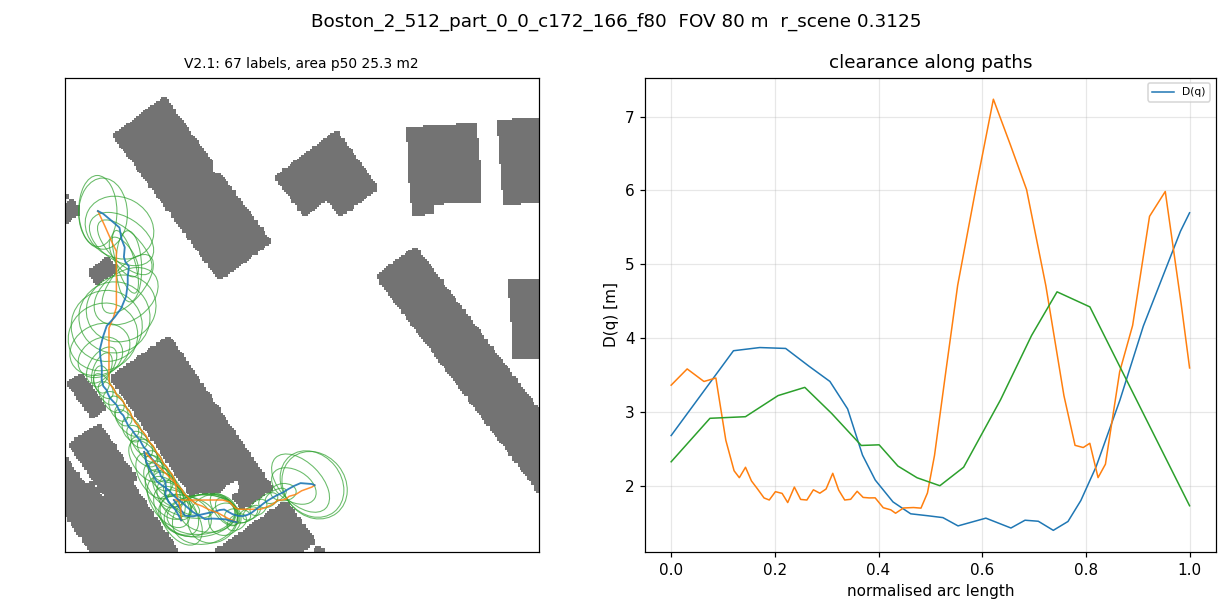 Boston_2_512_part_0_0_c172_166_f80  FOV 80 m  r_scene 0.3125
V2.1: 67 labels, area p50 25.3 m2
clearance along paths
D(q)
D(q) [m]
7
6
5
4
3
2
0.0
0.2
0.4
0.6
0.8
1.0
normalised arc length